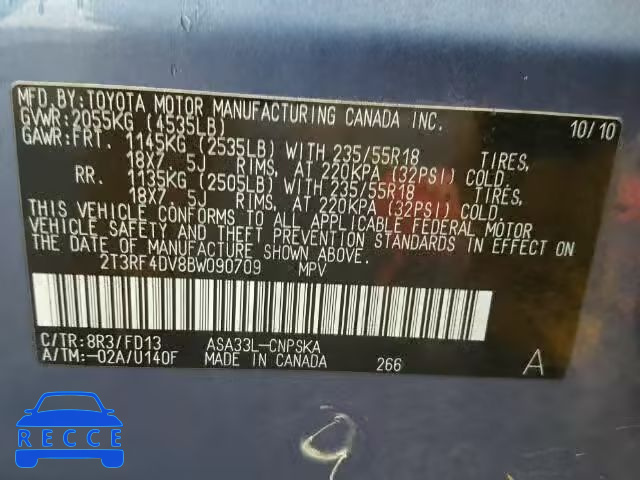 MFD. BY: TOYOTA MOTOR MANUFACTURING CANADA INC.
GVWR: 2055KG (4535LB) 10/10
GAWR: FRT. 1145KG (2535LB) WITH 235/55R18 TIRES,
18X7.5J RIMS, AT 220KPA (32PSI) COLD.
RR. 1135KG (2505LB) WITH 235/55R18 TIRES,
18X7.5J RIMS, AT 220KPA (32PSI) COLD.
THIS VEHICLE CONFORMS TO ALL APPLICABLE FEDERAL MOTOR
VEHICLE SAFETY AND THEFT PREVENTION STANDARDS IN EFFECT ON
THE DATE OF MANUFACTURE SHOWN ABOVE.
2T3RF4DV8BW090709 MPV
C/TR: 8R3/FD13 ASA33L-CNPSKA
A/TM: -02A/U140F MADE IN CANADA 266 A
RECCE